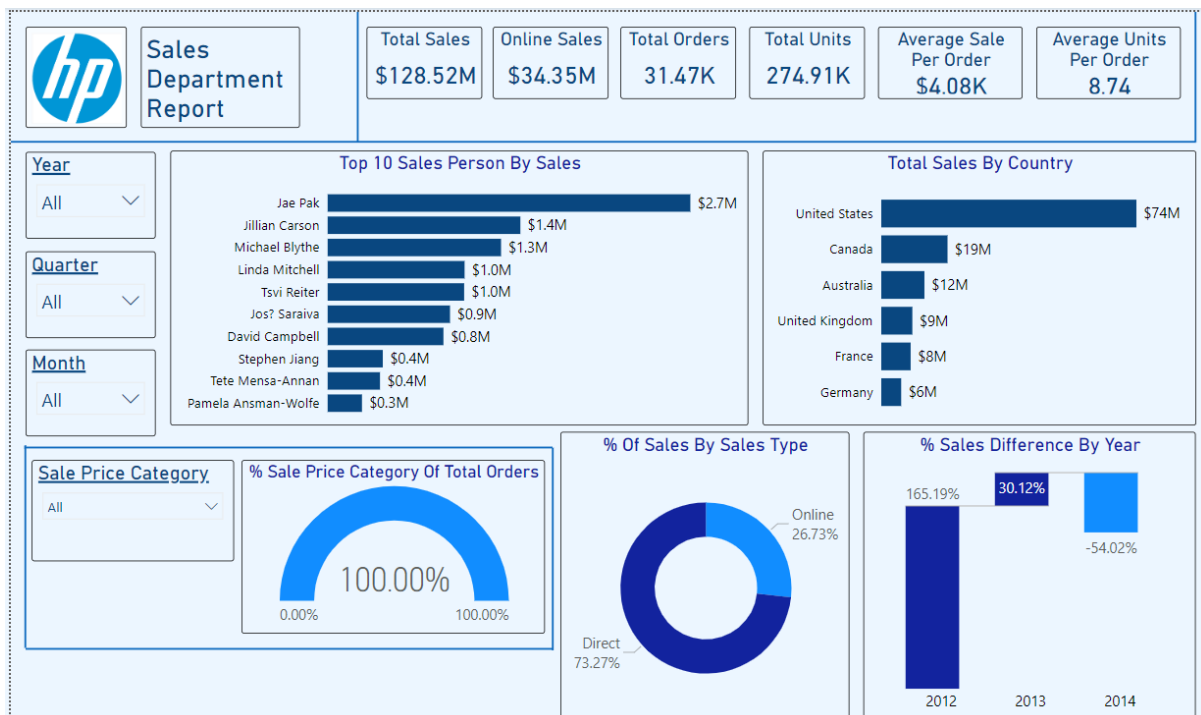 hp
Sales
Department
Report
Total Sales
$128.52M
Online Sales
$34.35M
Total Orders
31.47K
Total Units
274.91K
Average Sale
Per Order
$4.08K
Average Units
Per Order
8.74
Year
All
Quarter
All
Month
All
Top 10 Sales Person By Sales
Jae Pak $2.7M
Jillian Carson $1.4M
Michael Blythe $1.3M
Linda Mitchell $1.0M
Tsvi Reiter $1.0M
Jos? Saraiva $0.9M
David Campbell $0.8M
Stephen Jiang $0.4M
Tete Mensa-Annan $0.4M
Pamela Ansman-Wolfe $0.3M
Total Sales By Country
United States $74M
Canada $19M
Australia $12M
United Kingdom $9M
France $8M
Germany $6M
Sale Price Category
All
% Sale Price Category Of Total Orders
100.00%
0.00% 100.00%
% Of Sales By Sales Type
Online
26.73%
Direct
73.27%
% Sales Difference By Year
165.19% 30.12%
-54.02%
2012 2013 2014